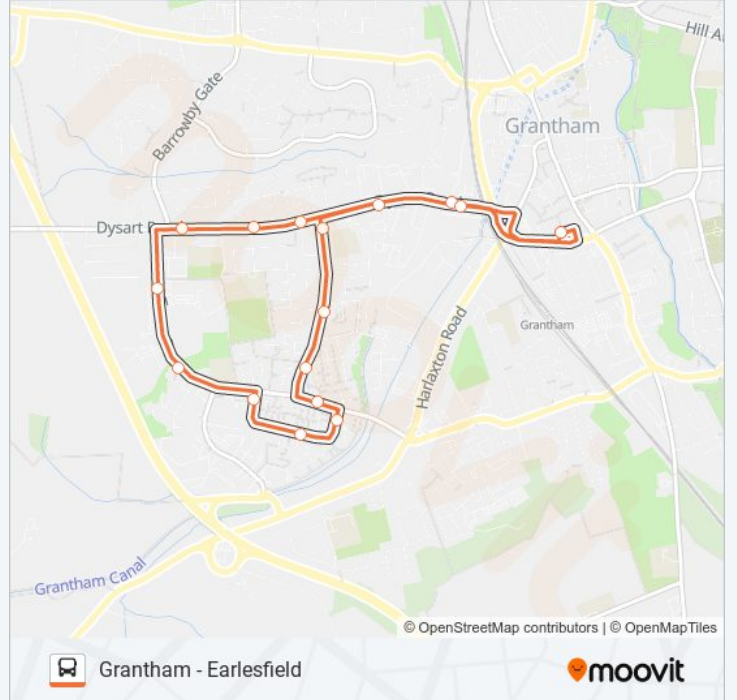 Hill A
Barrowby Gate
Grantham
Dysart
Grantham
Harlaxton Road
Grantham Canal
© OpenStreetMap contributors | © OpenMapTiles
Grantham - Earlesfield
moovit